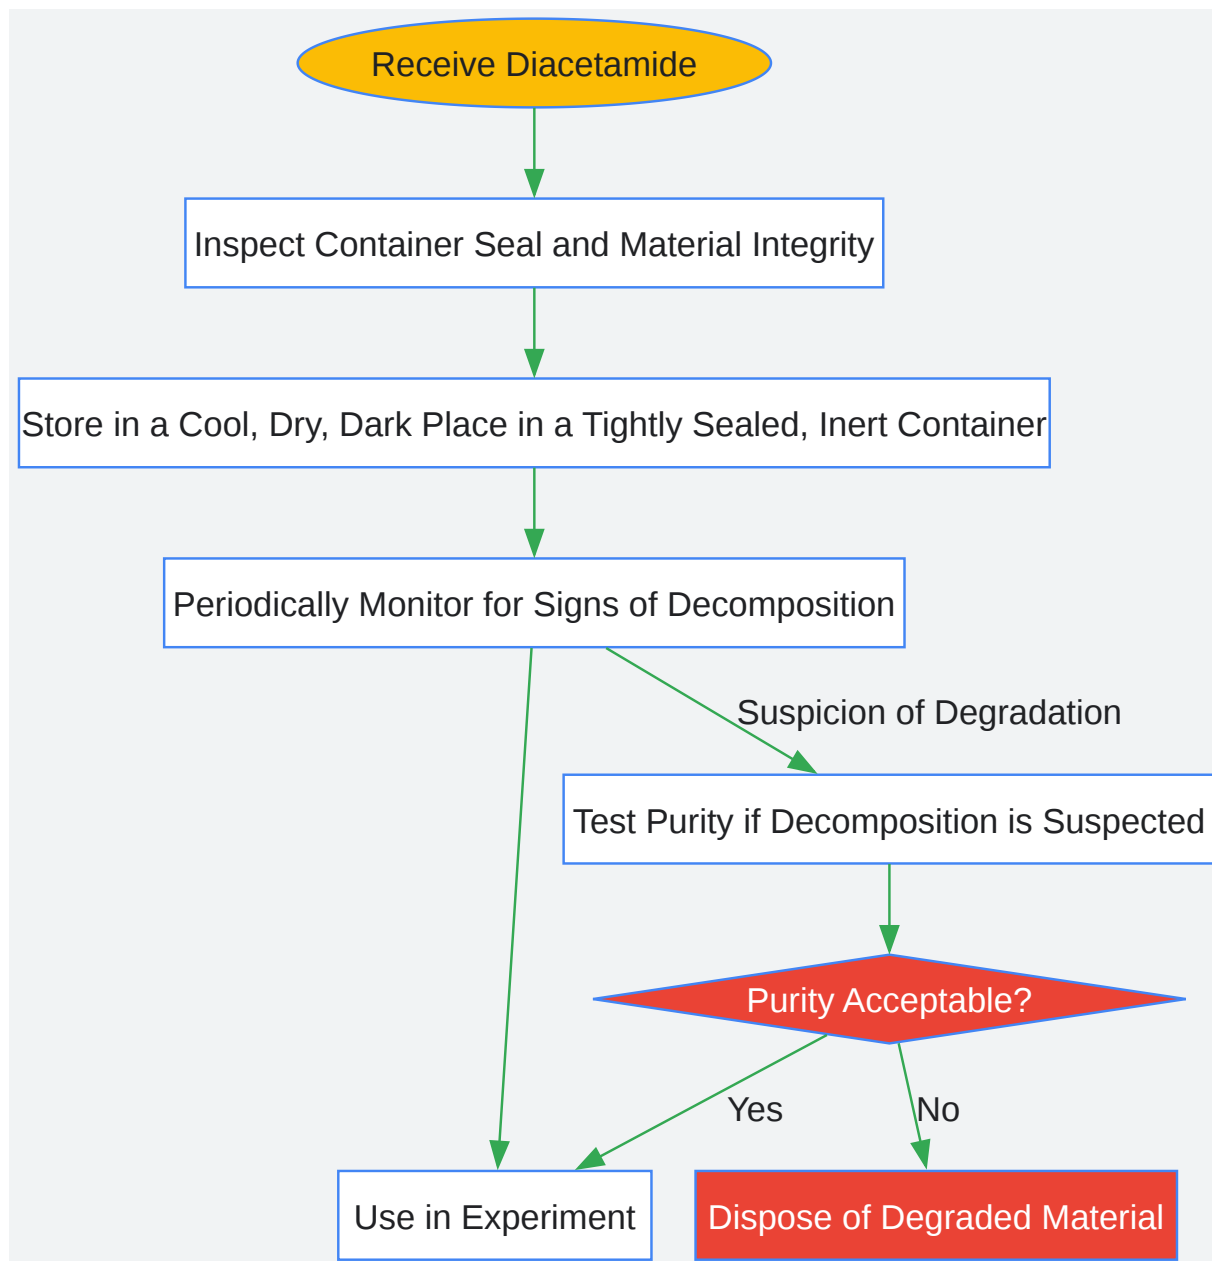 Receive Diacetamide
Inspect Container Seal and Material Integrity
Store in a Cool, Dry, Dark Place in a Tightly Sealed, Inert Container
Periodically Monitor for Signs of Decomposition
Suspicion of Degradation
Test Purity if Decomposition is Suspected
Purity Acceptable?
Yes
No
Use in Experiment
Dispose of Degraded Material